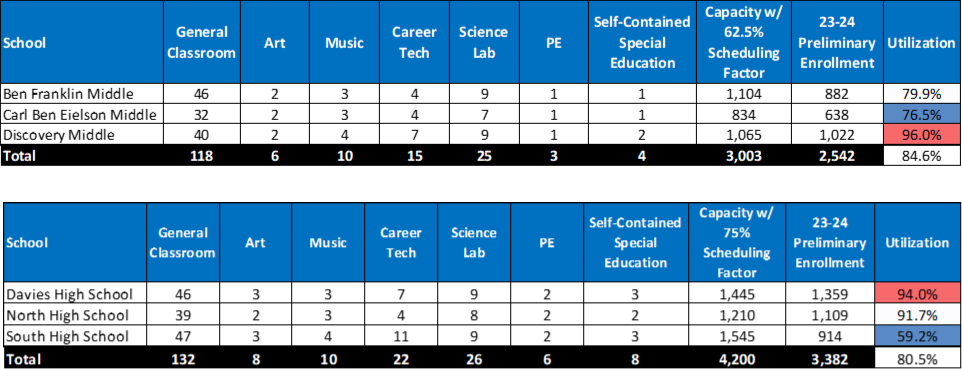 School General Classroom Art Music Career Tech Science Lab PE Self-Contained Special Education Capacity w/ 62.5% Scheduling Factor 23-24 Preliminary Enrollment Utilization
Ben Franklin Middle 46 2 3 4 9 1 1 1,104 882 79.9%
Carl Ben Eielson Middle 32 2 3 4 7 1 1 834 638 76.5%
Discovery Middle 40 2 4 7 9 1 2 1,065 1,022 96.0%
Total 118 6 10 15 25 3 4 3,003 2,542 84.6%
School General Classroom Art Music Career Tech Science Lab PE Self-Contained Special Education Capacity w/ 75% Scheduling Factor 23-24 Preliminary Enrollment Utilization
Davies High School 46 3 3 7 9 2 3 1,445 1,359 94.0%
North High School 39 2 3 4 8 2 2 1,210 1,109 91.7%
South High School 47 3 4 11 9 2 3 1,545 914 59.2%
Total 132 8 10 22 26 6 8 4,200 3,382 80.5%